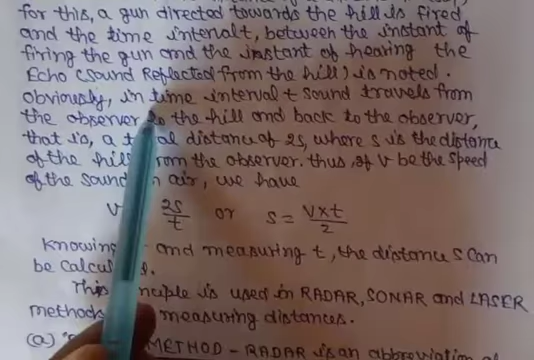 for this, a gun directed towards the hill is fired
and the time interval t, between the instant of
firing the gun and the instant of hearing the
Echo (sound Reflected from the hill) is noted.
obviously, in time interval t sound travels from
the observer to the hill and back to the observer,
that is, a distance of 2s, where s is the distance
of the hill from the observer. thus, if v be the speed
of the sound in air, we have
v 2s/t or s = v×t/2
Knowing and measuring t, the distance s can
be
This is used in RADAR, SONAR and LASER
methods measuring distances.
(a) METHOD - RADAR is an abbreviation of